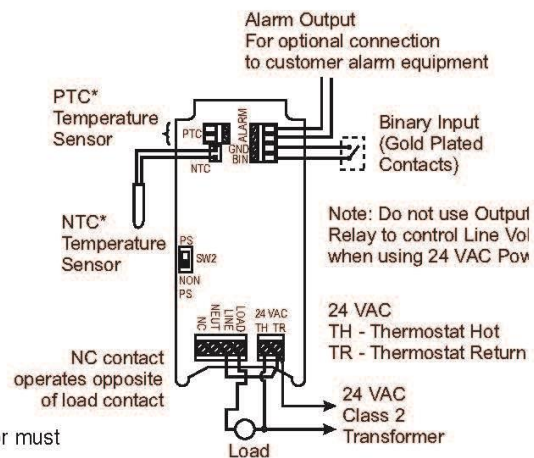 Alarm Output
For optional connection
to customer alarm equipment
PTC*
Temperature
Sensor
PTC
ALARM
GND
BIN
NTC
Binary Input
(Gold Plated
Contacts)
NTC*
Temperature
Sensor
PS
SW2
NON
PS
Note: Do not use Output
Relay to control Line
when using 24 VAC
NC
NEUT
LINE
LOAD
24 VAC
TH TR
24 VAC
TH - Thermostat Hot
TR - Thermostat Return
NC contact
operates opposite
of load contact
24 VAC
Class 2
Transformer
r must
Load